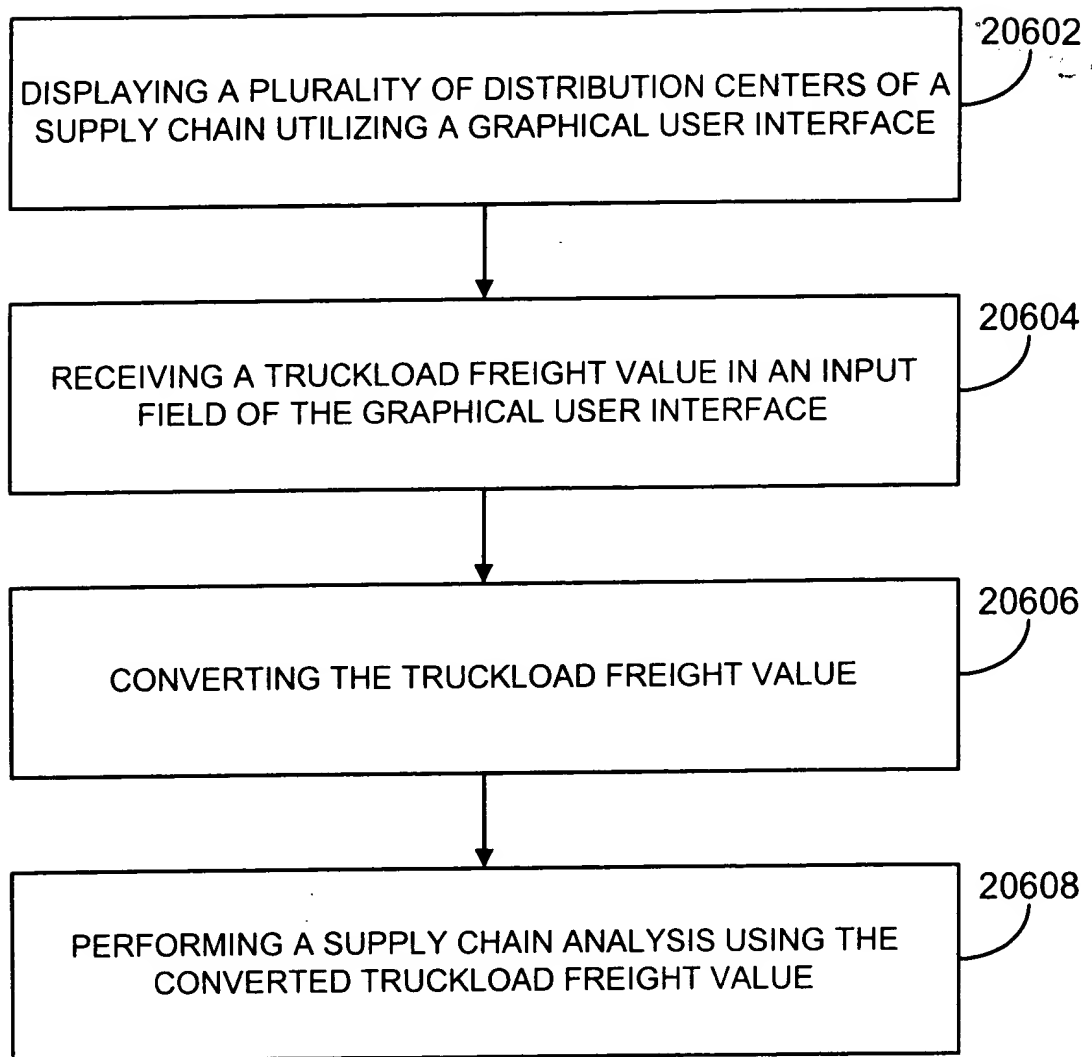 20602
DISPLAYING A PLURALITY OF DISTRIBUTION CENTERS OF A
SUPPLY CHAIN UTILIZING A GRAPHICAL USER INTERFACE
20604
RECEIVING A TRUCKLOAD FREIGHT VALUE IN AN INPUT
FIELD OF THE GRAPHICAL USER INTERFACE
20606
CONVERTING THE TRUCKLOAD FREIGHT VALUE
20608
PERFORMING A SUPPLY CHAIN ANALYSIS USING THE
CONVERTED TRUCKLOAD FREIGHT VALUE